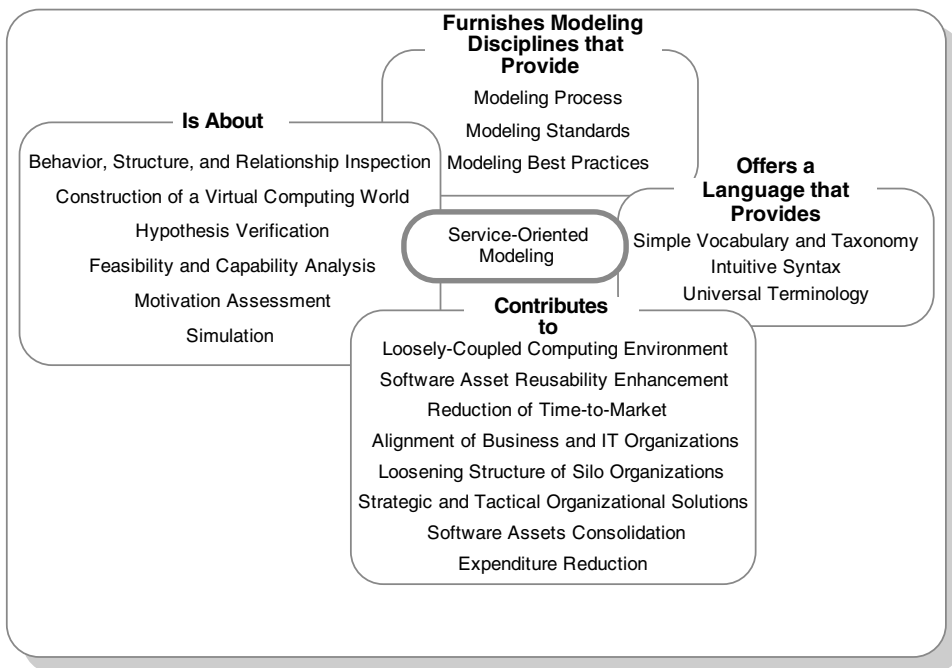 Furnishes Modeling
Disciplines that
Provide
Modeling Process
Modeling Standards
Modeling Best Practices
Is About
Behavior, Structure, and Relationship Inspection
Construction of a Virtual Computing World
Hypothesis Verification
Feasibility and Capability Analysis
Motivation Assessment
Simulation
Offers a
Language that
Provides
Simple Vocabulary and Taxonomy
Intuitive Syntax
Universal Terminology
Service-Oriented
Modeling
Contributes
to
Loosely-Coupled Computing Environment
Software Asset Reusability Enhancement
Reduction of Time-to-Market
Alignment of Business and IT Organizations
Loosening Structure of Silo Organizations
Strategic and Tactical Organizational Solutions
Software Assets Consolidation
Expenditure Reduction